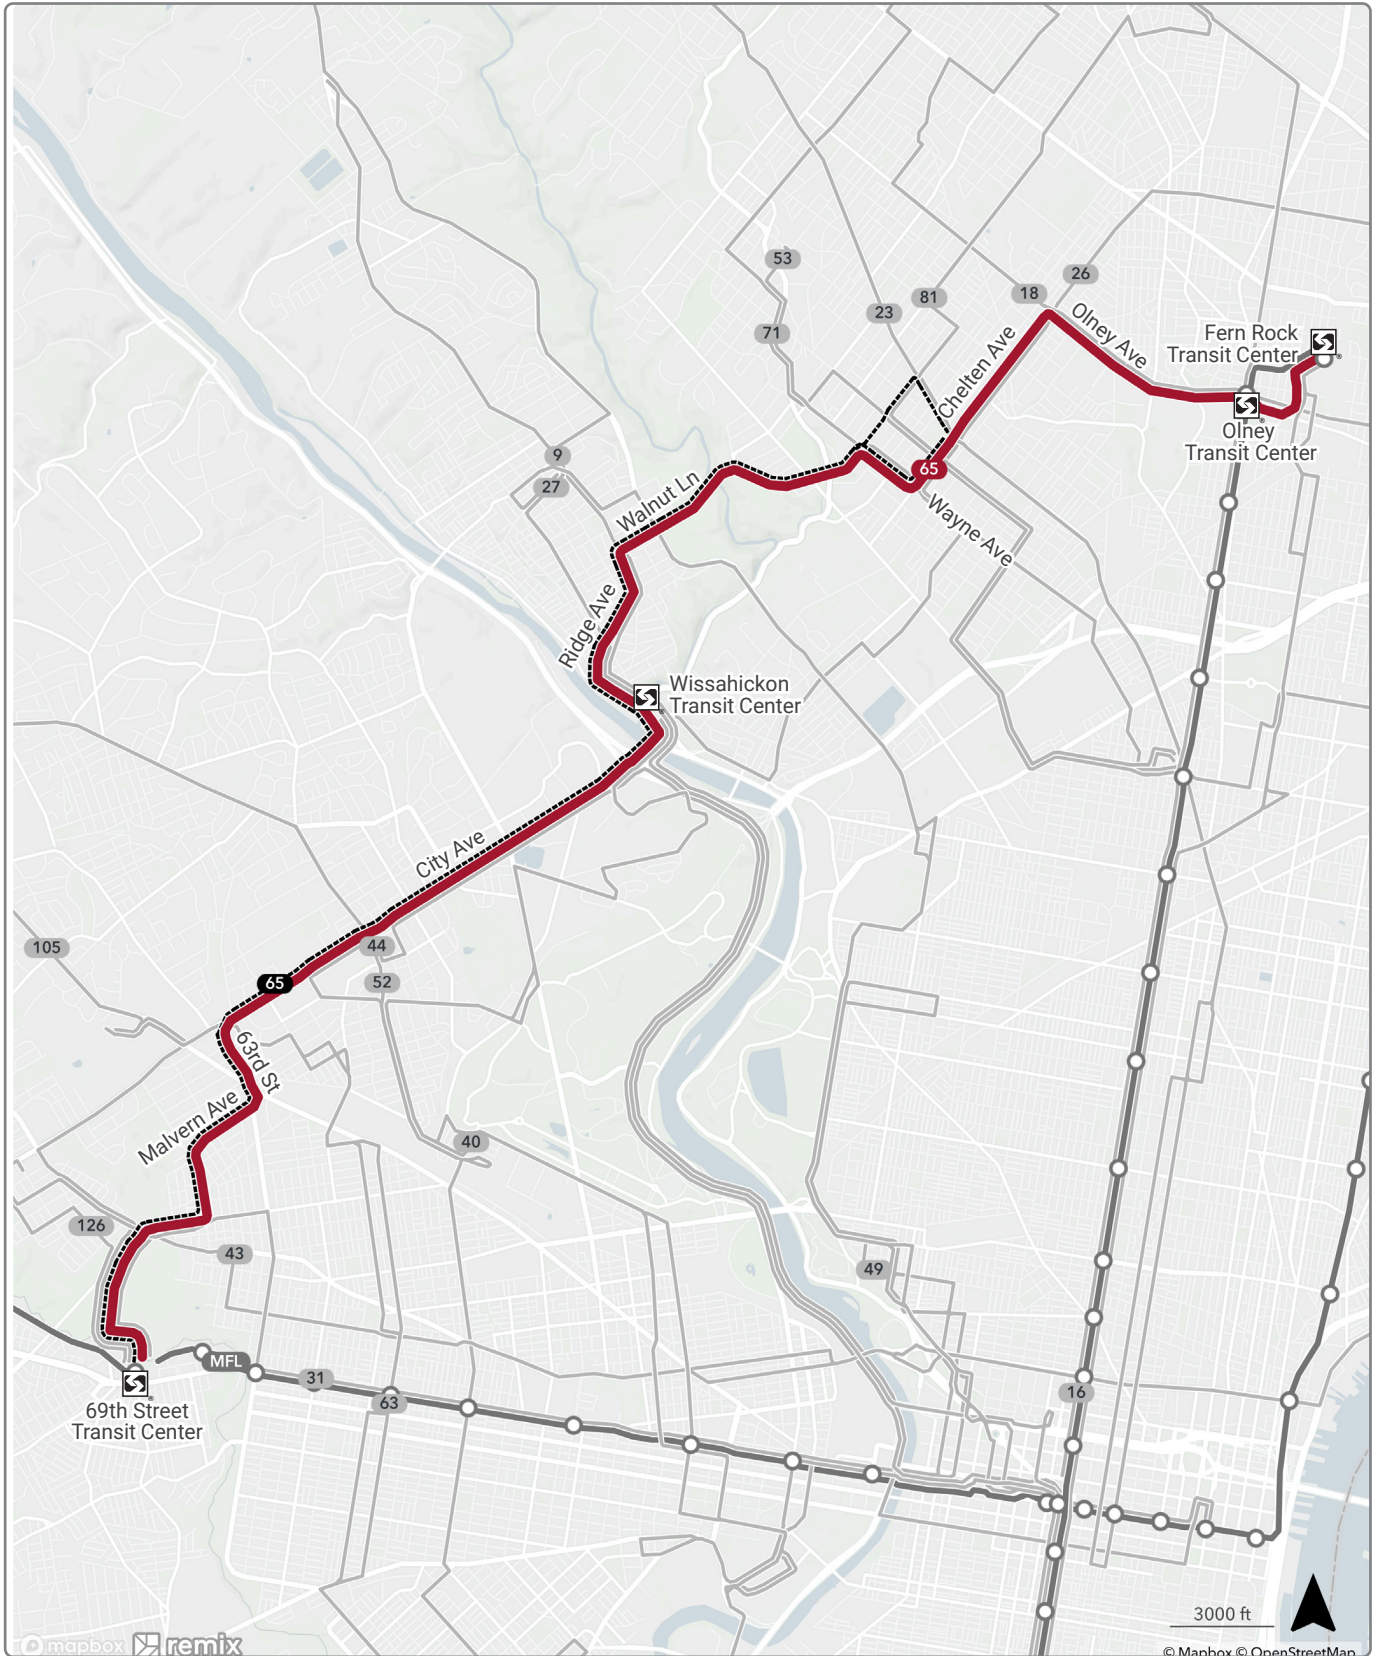 53
26
18
81
23
71
Olney Ave
Fern Rock
Transit Center
Chelten Ave
Olney
Transit Center
9
65
27
Walnut Ln
Wayne Ave
Ridge Ave
Wissahickon
Transit Center
City Ave
105
44
52
65
63rd St
Malvern Ave
40
126
43
49
MFL
31
63
16
69th Street
Transit Center
3000 ft
mapbox
remix
© Mapbox © OpenStreetMap